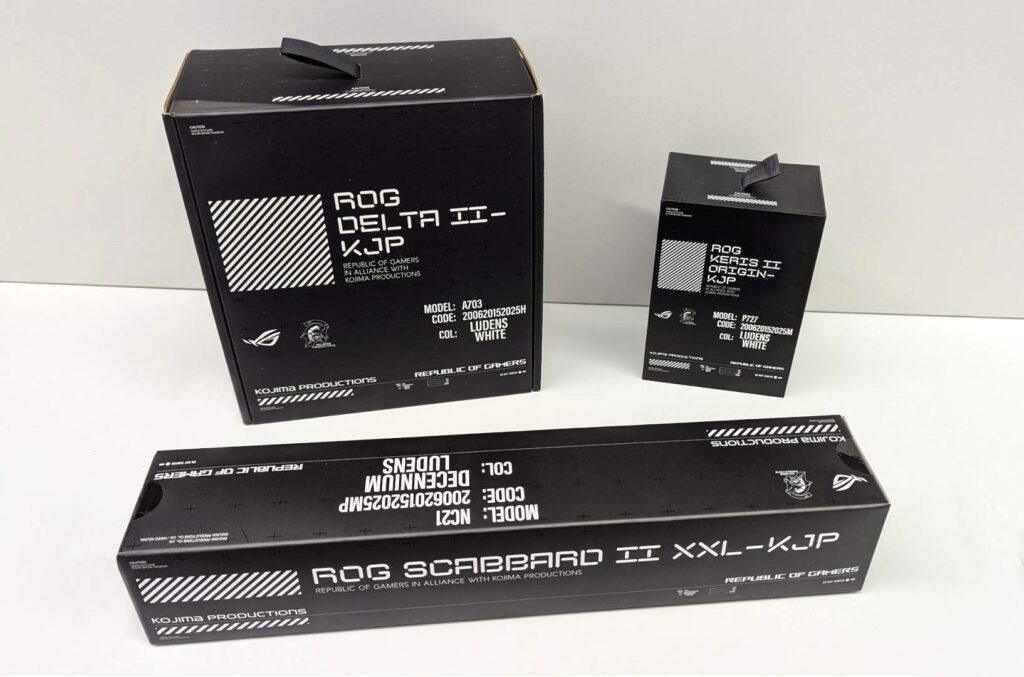 CAUTION
ROG
DELTA II-
KJP
REPUBLIC OF GAMERS
IN ALLIANCE WITH
KOJIMA PRODUCTIONS
MODEL: A703
CODE: 200620152025H
COL: LUDENS
WHITE
KOJIMA PRODUCTIONS
REPUBLIC OF GAMERS
CAUTION
ROG
KERIS II
ORIGIN-
KJP
REPUBLIC OF GAMERS
IN ALLIANCE WITH
KOJIMA PRODUCTIONS
MODEL: P727
CODE: 200620152025M
COL: LUDENS
WHITE
KOJIMA PRODUCTIONS
REPUBLIC OF GAMERS
KOJIMA PRODUCTIONS
REPUBLIC OF GAMERS
MODEL: NC21
CODE: 200620152025MP
COL: DECENNIUM
LUDENS
CAUTION
ROG SCABBARD II XXL-KJP
REPUBLIC OF GAMERS IN ALLIANCE WITH KOJIMA PRODUCTIONS
KOJIMA PRODUCTIONS
REPUBLIC OF GAMERS